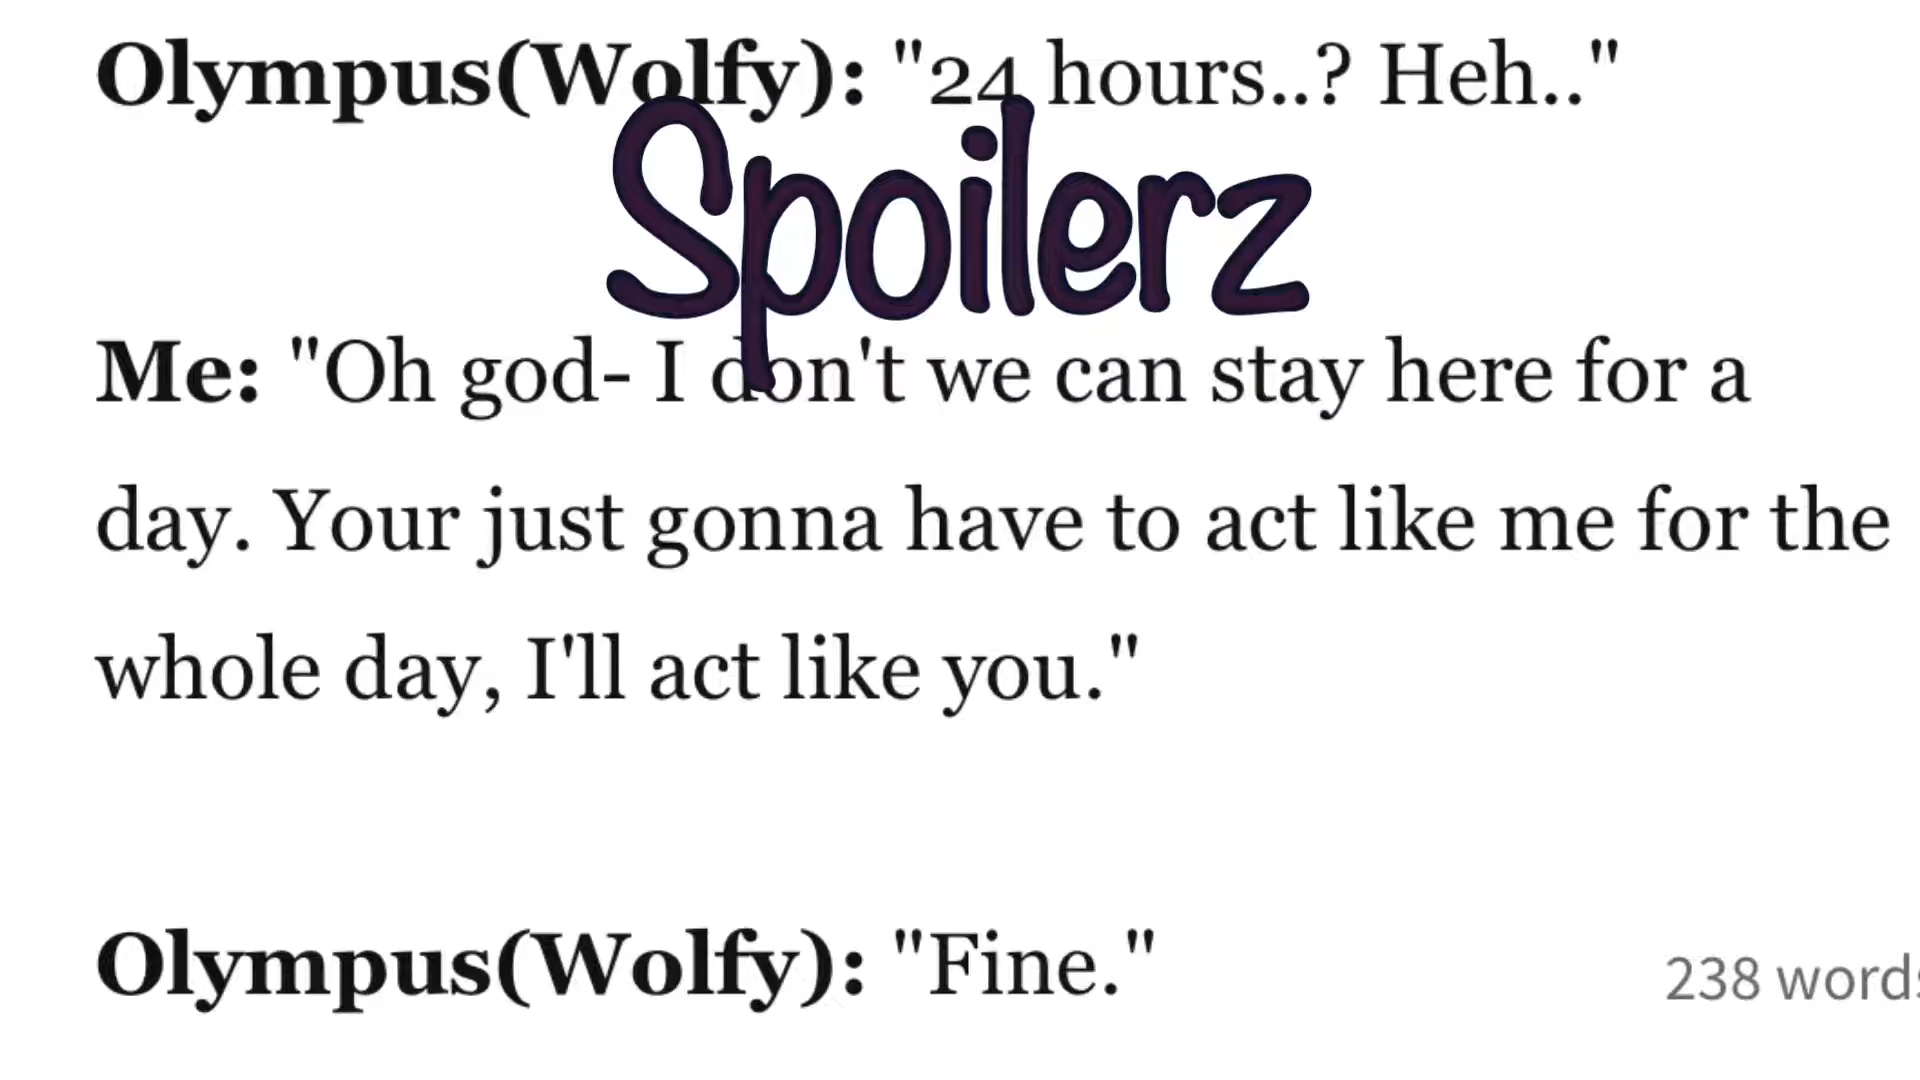 Olympus(Wolfy): "24 hours..? Heh.."
Spoilerz
Me: "Oh god- I don't we can stay here for a
day. Your just gonna have to act like me for the
whole day, I'll act like you."
Olympus(Wolfy): "Fine."
238 words